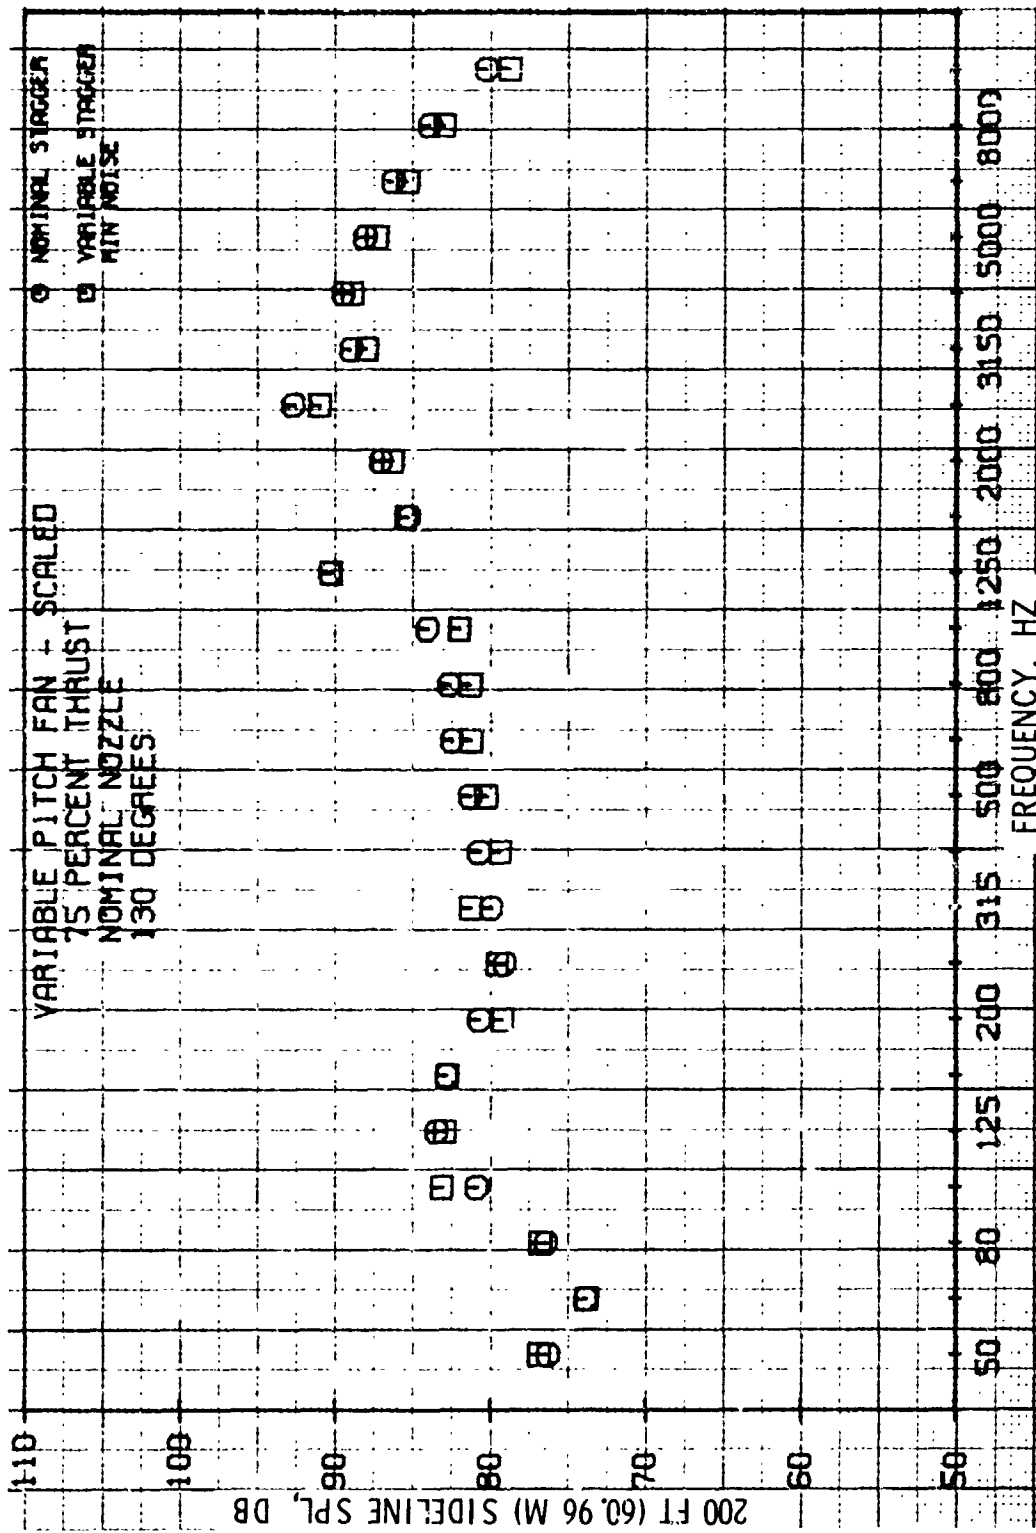 VARIABLE PITCH FAN - SCALED
75 PERCENT THRUST
NOMINAL NOZZLE
130 DEGREES
NOMINAL STAGGER
VARIABLE STAGGER
MIN NOISE
200 FT (60.96 M) SIDELINE SPL, DB
110
100
90
80
70
60
50
50 80 125 200 315 500 800 1250 2000 3150 5000 8000
FREQUENCY, HZ